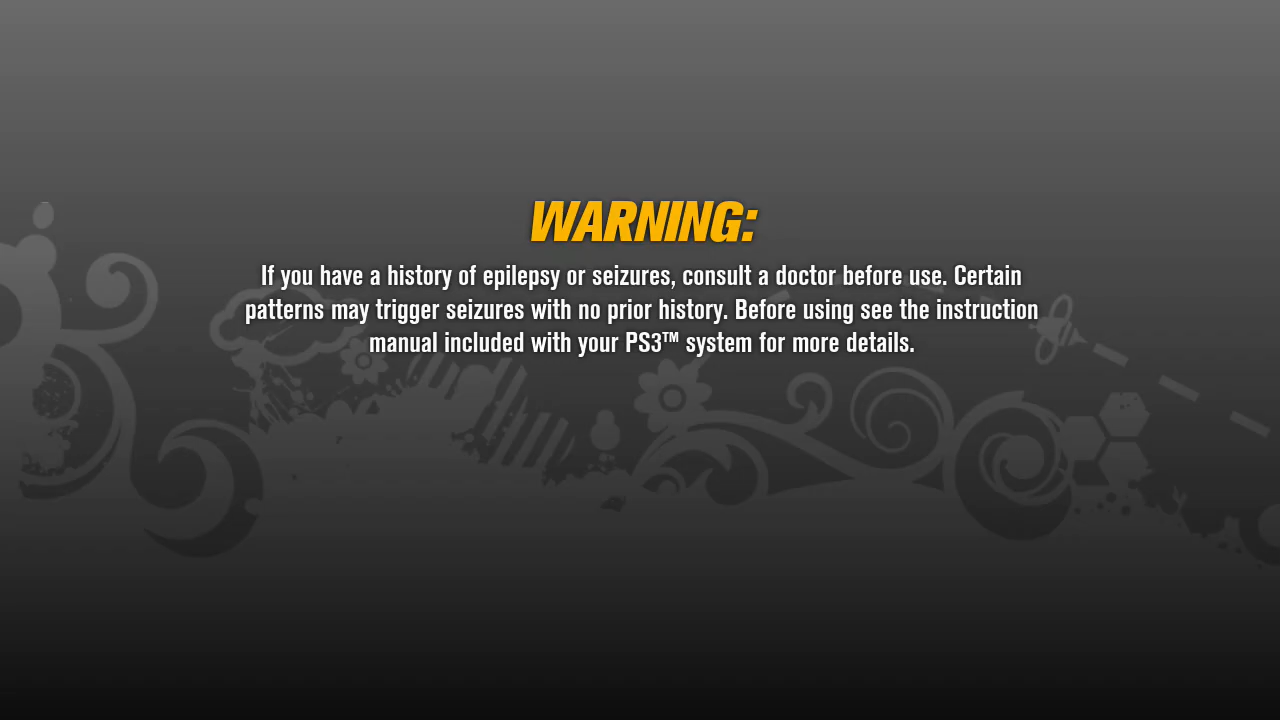 WARNING:
If you have a history of epilepsy or seizures, consult a doctor before use. Certain
patterns may trigger seizures with no prior history. Before using see the instruction
manual included with your PS3™ system for more details.